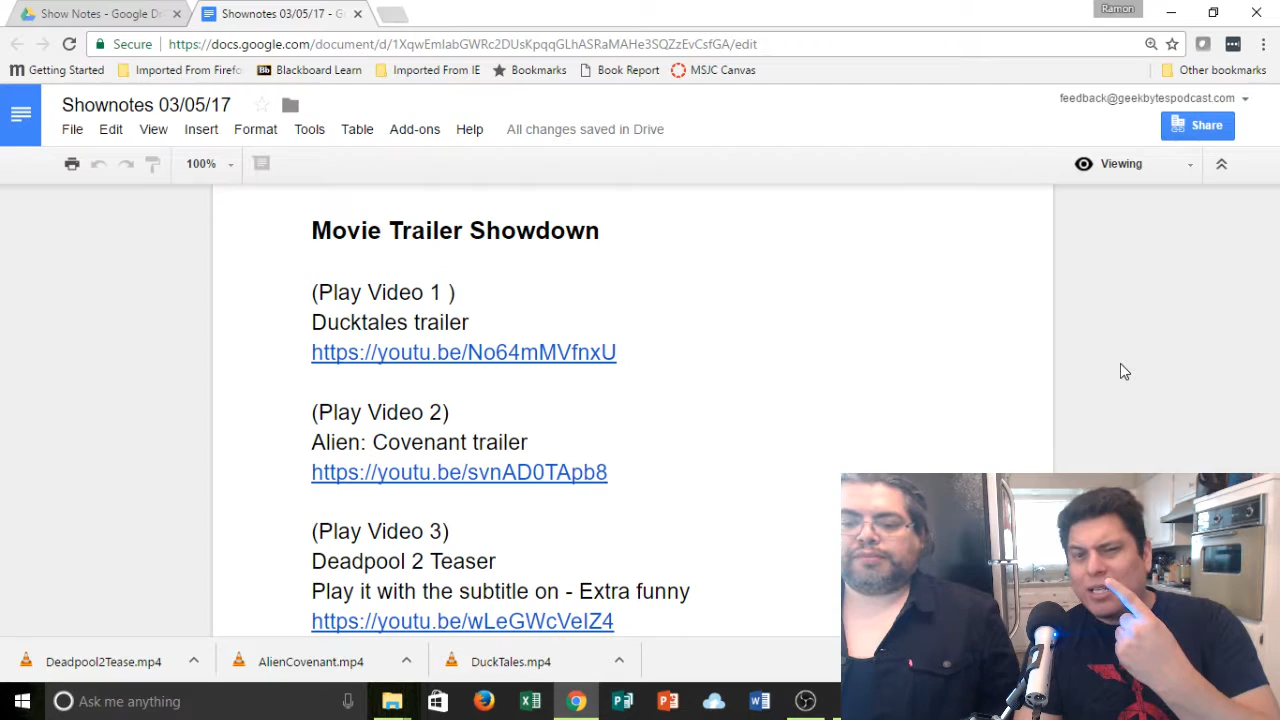 Show Notes - Google Dr
Shownotes 03/05/17 - G
Ramon
Secure
https://docs.google.com/document/d/1XqwEmIabGWRc2DUsKpqqGLhASRaMAHe3SQZzEvCsfGA/edit
Getting Started
Imported From Firefo
Bb Blackboard Learn
Imported From IE
Bookmarks
Book Report
MSJC Canvas
Other bookmarks
Shownotes 03/05/17
feedback@geekbytespodcast.com
File Edit View Insert Format Tools Table Add-ons Help All changes saved in Drive
Share
100%
Viewing
Movie Trailer Showdown
(Play Video 1 )
Ducktales trailer
https://youtu.be/No64mMVfnxU
(Play Video 2)
Alien: Covenant trailer
https://youtu.be/svnAD0TApb8
(Play Video 3)
Deadpool 2 Teaser
Play it with the subtitle on - Extra funny
https://youtu.be/wLeGWcVeIZ4
Deadpool2Tease.mp4
AlienCovenant.mp4
DuckTales.mp4
Ask me anything